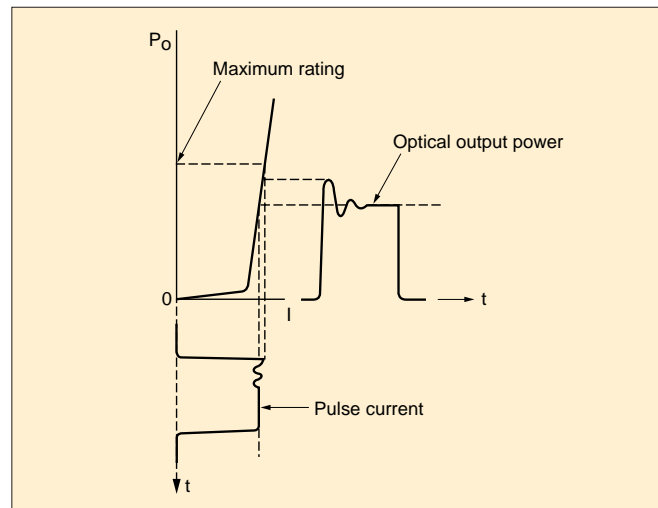 Po
Maximum rating
Optical output power
0
I
t
Pulse current
t